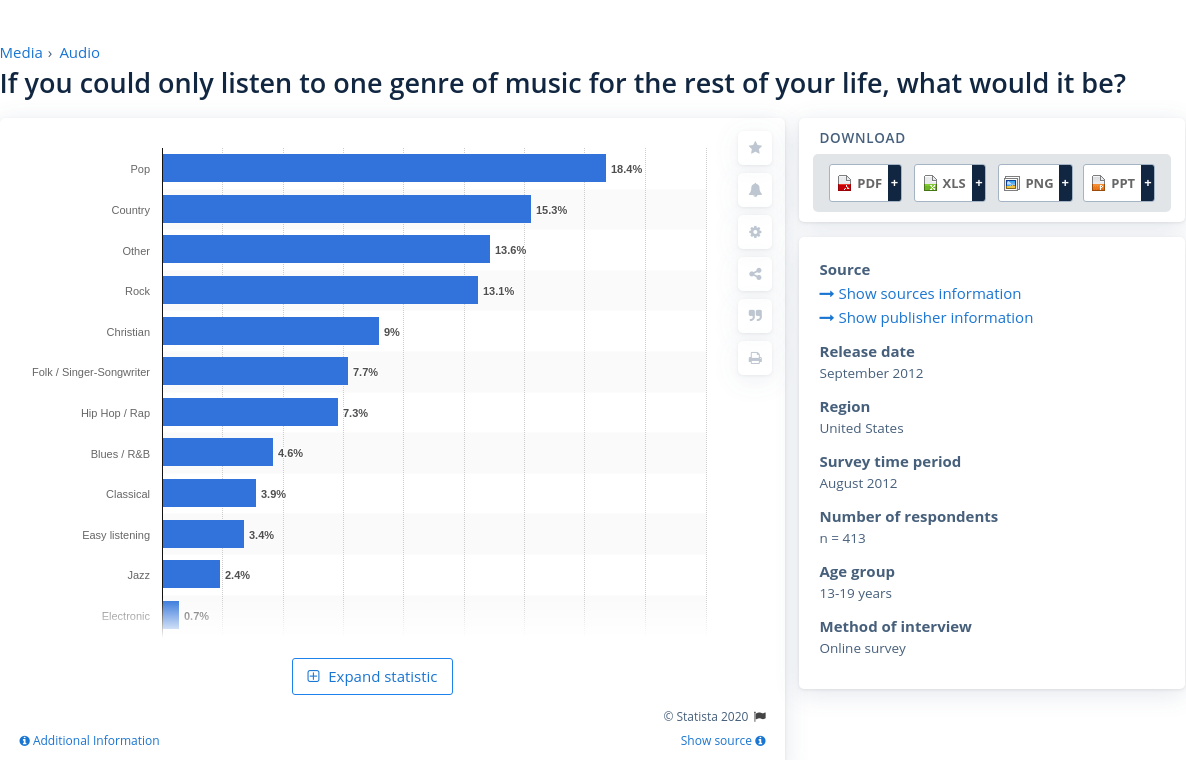 Media › Audio
If you could only listen to one genre of music for the rest of your life, what would it be?
Pop 18.4%
Country 15.3%
Other 13.6%
Rock 13.1%
Christian 9%
Folk / Singer-Songwriter 7.7%
Hip Hop / Rap 7.3%
Blues / R&B 4.6%
Classical 3.9%
Easy listening 3.4%
Jazz 2.4%
Electronic 0.7%
Expand statistic
© Statista 2020
Additional Information
Show source
DOWNLOAD
PDF + XLS + PNG + PPT +
Source
Show sources information
Show publisher information
Release date
September 2012
Region
United States
Survey time period
August 2012
Number of respondents
n = 413
Age group
13-19 years
Method of interview
Online survey